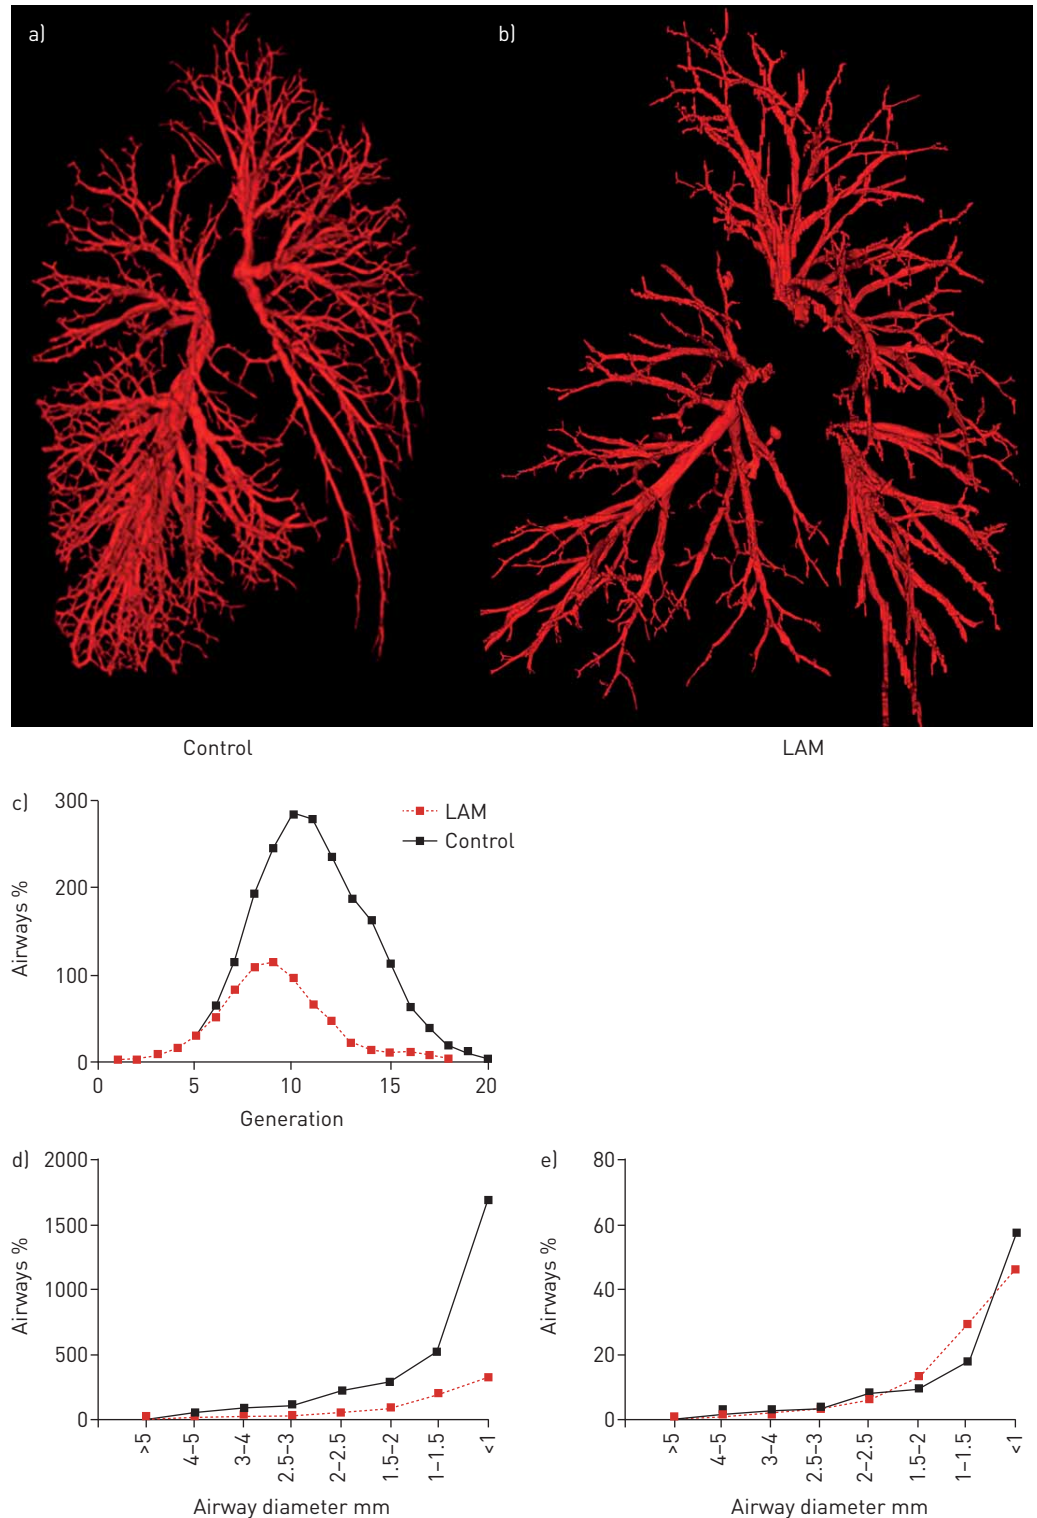 a)
b)
Control
LAM
c)
300
200
100
0
Airways %
0
5
10
15
20
Generation
LAM
Control
d)
2000
1500
1000
500
0
Airways %
>5
4–5
3–4
2.5–3
2–2.5
1.5–2
1–1.5
<1
Airway diameter mm
e)
80
60
40
20
0
Airways %
>5
4–5
3–4
2.5–3
2–2.5
1.5–2
1–1.5
<1
Airway diameter mm